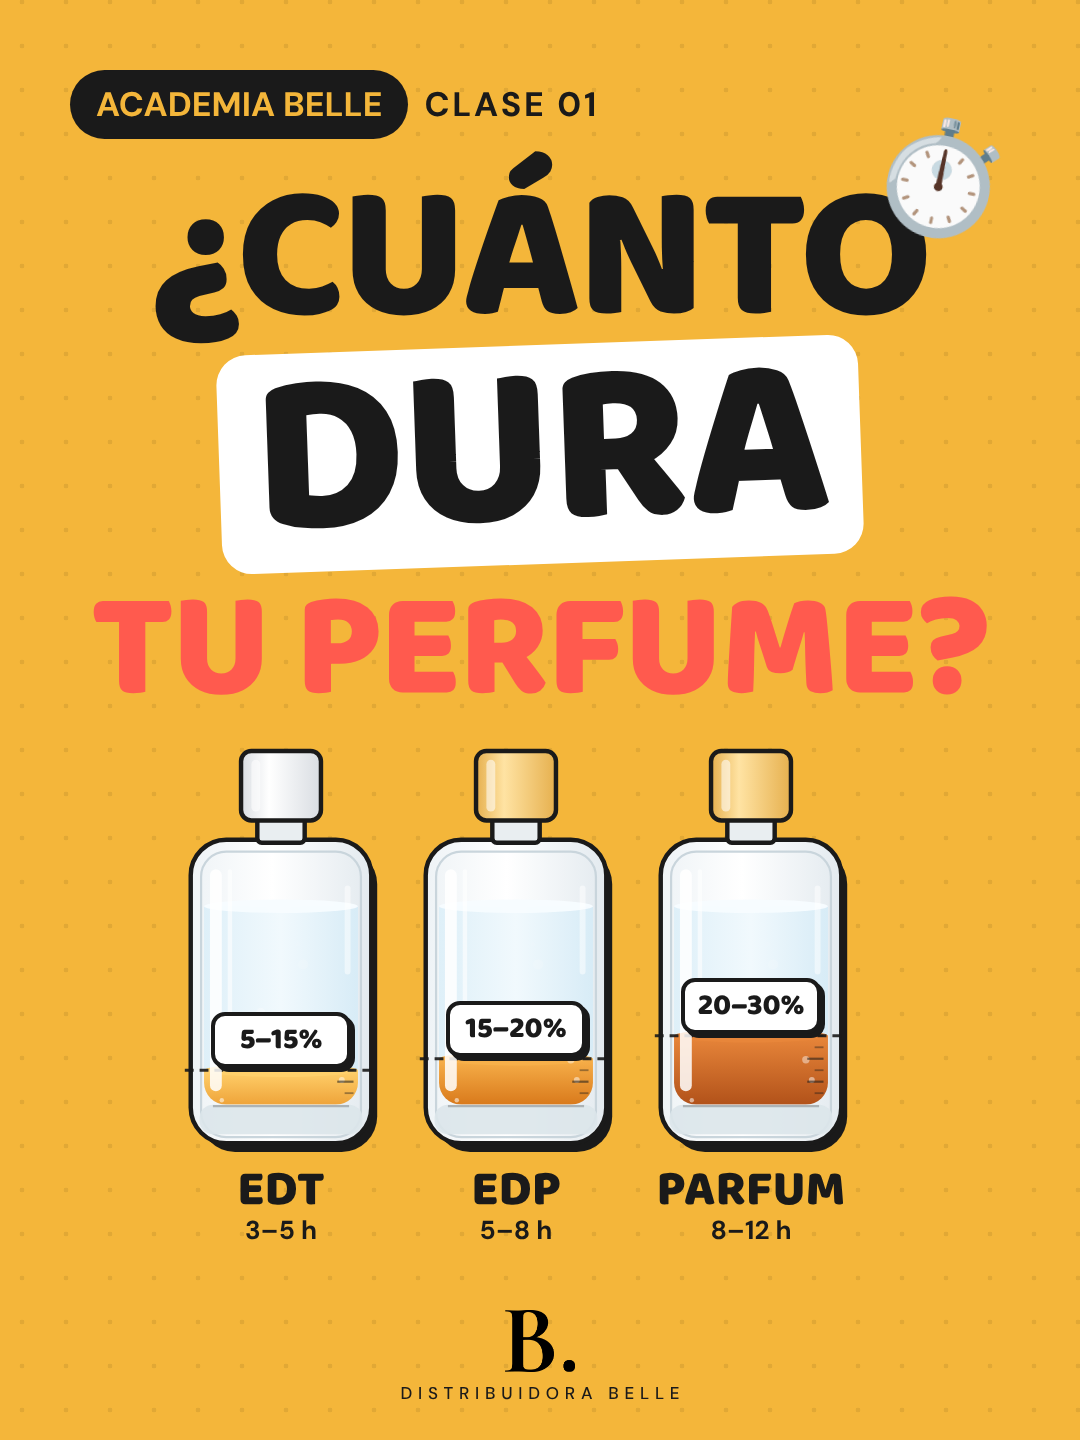 ACADEMIA BELLE CLASE 01
¿CUÁNTO
DURA
TU PERFUME?
5–15% 15–20% 20–30%
EDT EDP PARFUM
3–5 h 5–8 h 8–12 h
B.
DISTRIBUIDORA BELLE